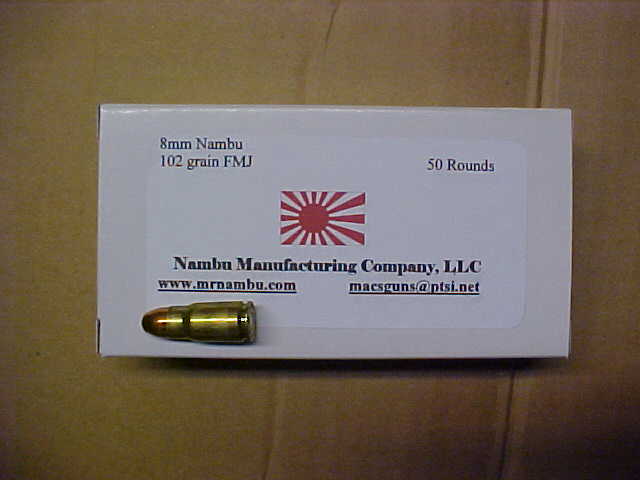 8mm Nambu
102 grain FMJ
50 Rounds
Nambu Manufacturing Company, LLC
www.mrnambu.com
macsguns@ptsi.net